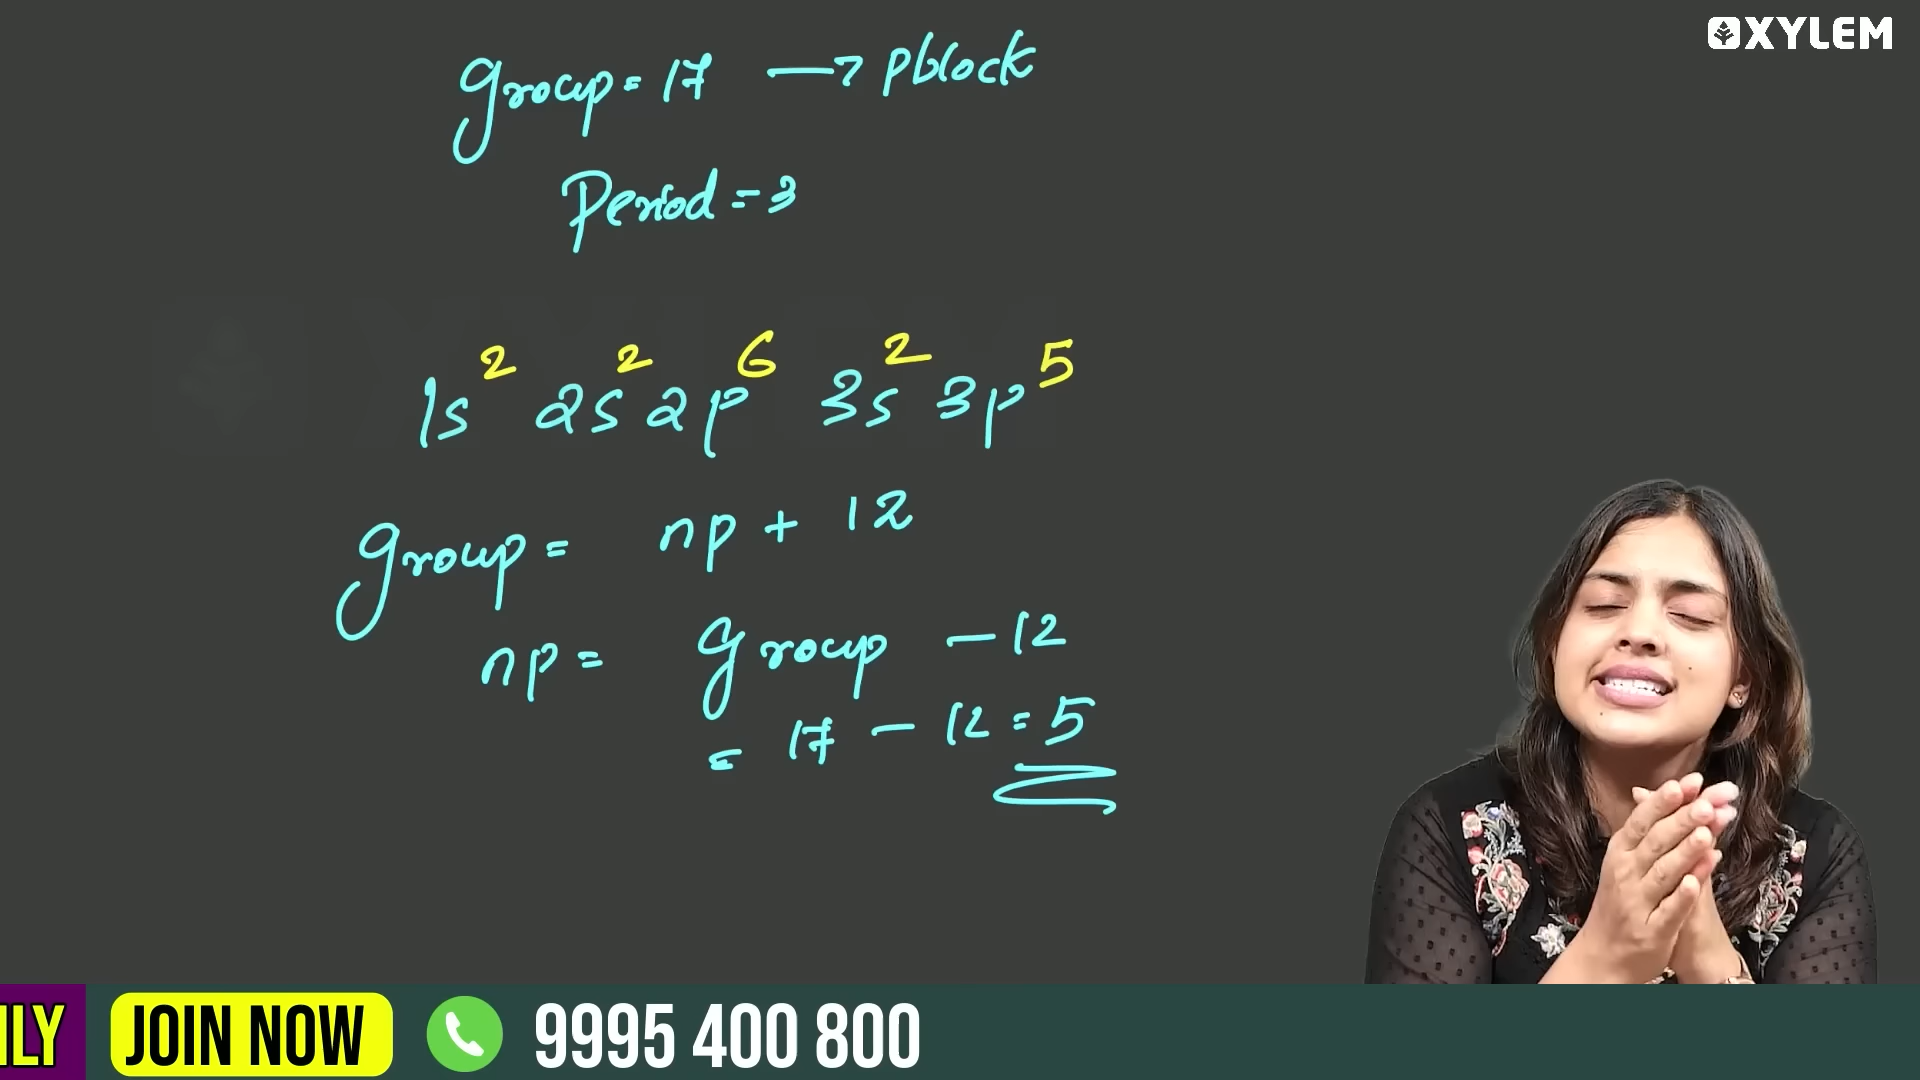 XYLEM
group = 17 → pblock
Period = 3
1s² 2s² 2p⁶ 3s² 3p⁵
group = np + 12
np = group - 12
= 17 - 12 = 5
ILY JOIN NOW 9995 400 800